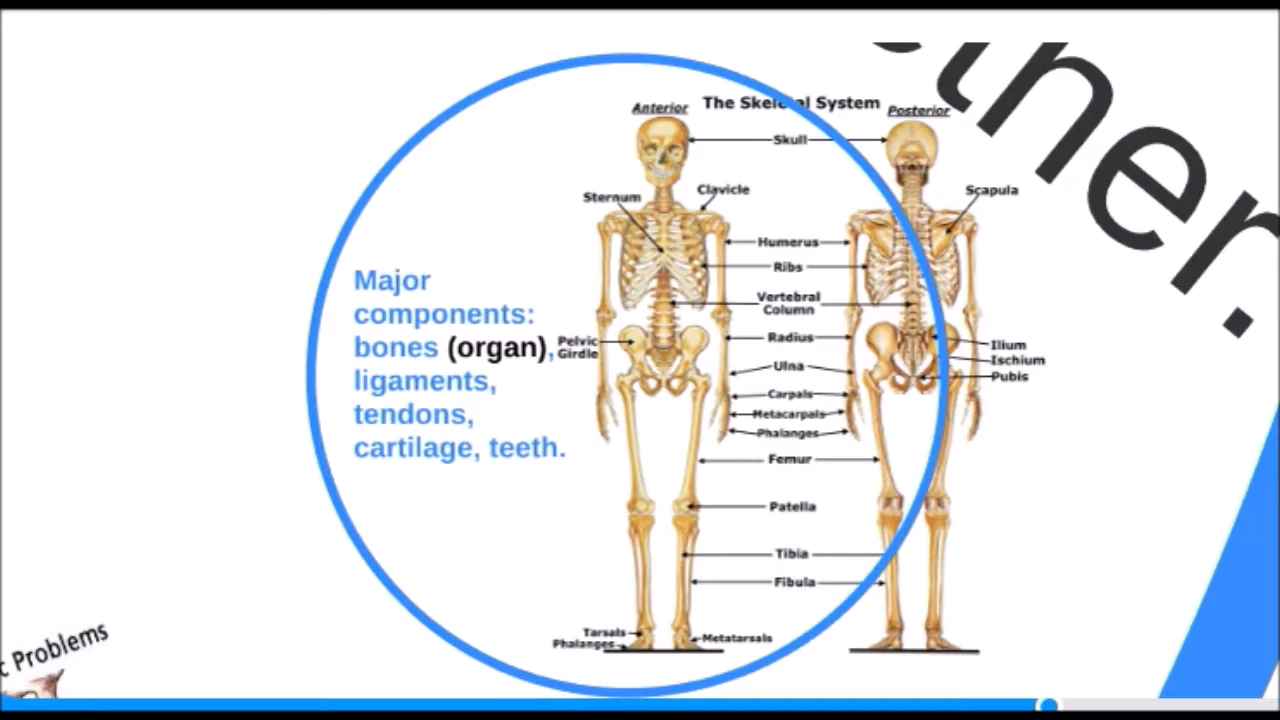 ther.
The Skeletal System
Anterior
Posterior
Skull
Sternum
Clavicle
Scapula
Humerus
Ribs
Vertebral
Column
Major
components:
bones (organ),
ligaments,
tendons,
cartilage, teeth.
Pelvic
Girdle
Radius
Ulna
Ilium
Ischium
Pubis
Carpals
Metacarpals
Phalanges
Femur
Patella
Tibia
Fibula
Tarsals
Phalanges
Metatarsals
c Problems